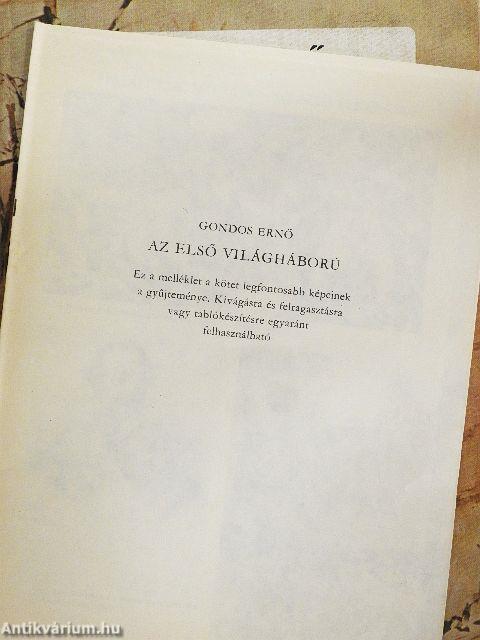 GONDOS ERNŐ
AZ ELSŐ VILÁGHÁBORÚ
Ez a melléklet a kötet legfontosabb képeinek
a gyűjteménye. Kivágásra és felragasztásra
vagy tablókészítésre egyaránt
felhasználható
Antikvárium.hu